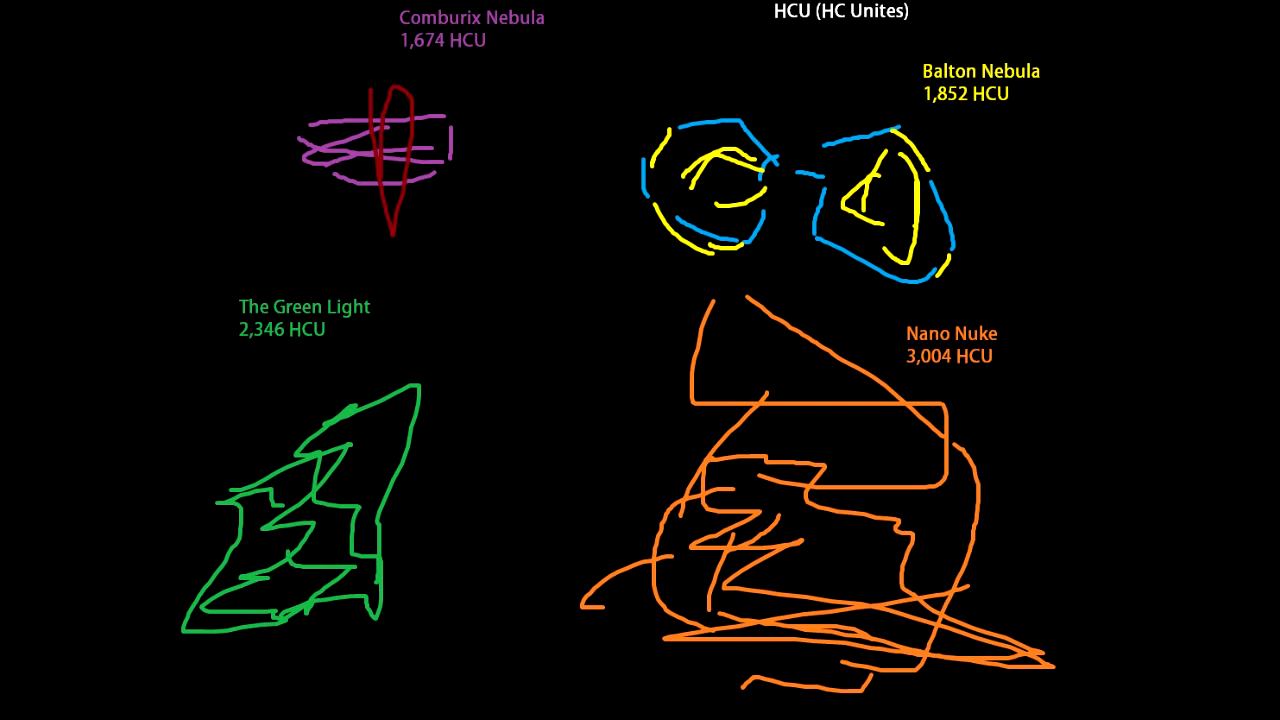 Comburix Nebula
1,674 HCU
HCU (HC Unites)
Balton Nebula
1,852 HCU
The Green Light
2,346 HCU
Nano Nuke
3,004 HCU